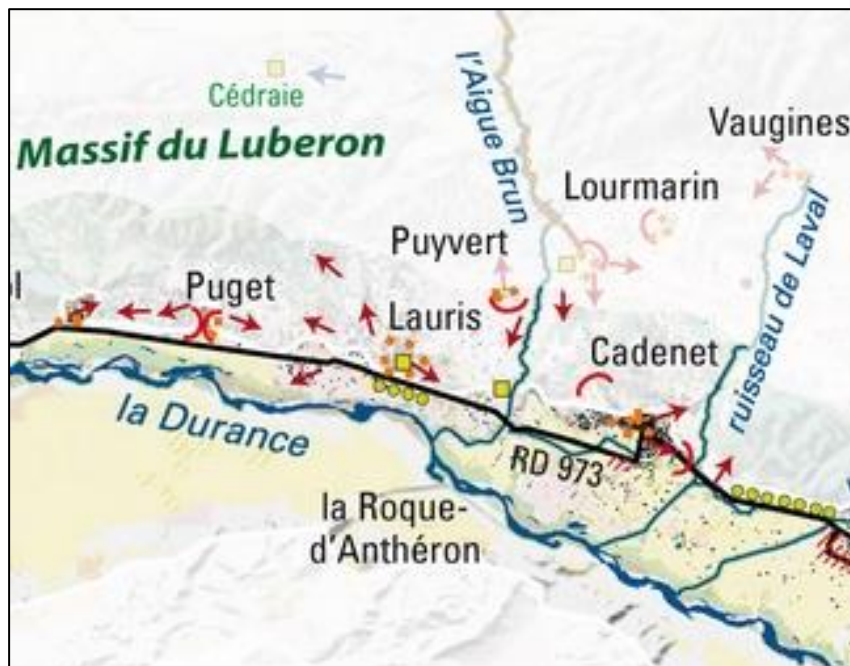 Cédraie
Massif du Luberon
l'Aigue Brun
Vaugines
Lourmarin
Puyvert
ruisseau de Laval
Puget
Lauris
Cadenet
la Durance
RD 973
la Roque-
d'Anthéron